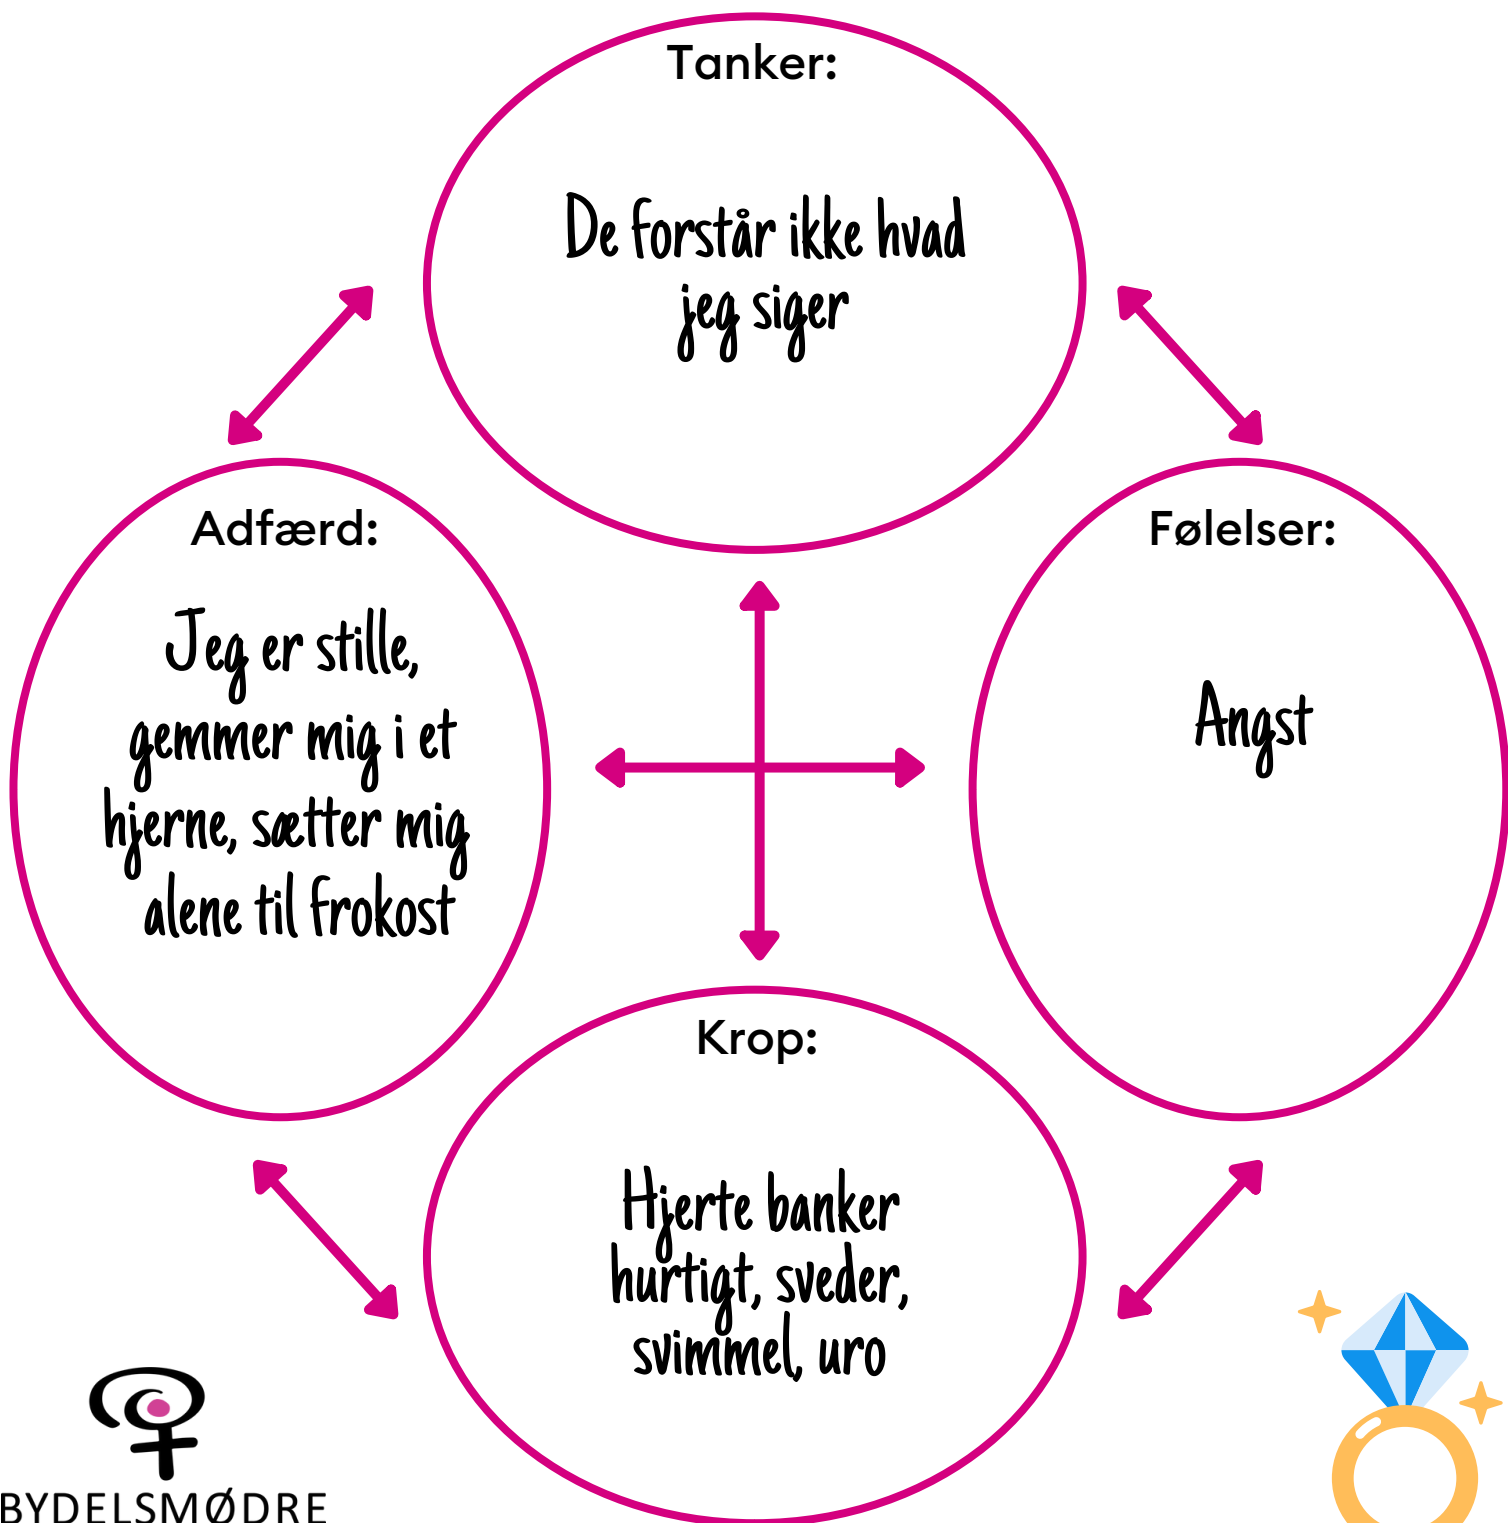 Tanker:
De forstår ikke hvad
jeg siger
Adfærd:
Jeg er stille,
gemmer mig i et
hjerne, sætter mig
alene til frokost
Følelser:
Angst
Krop:
Hjerte banker
hurtigt, sveder,
svimmel, uro
BYDELSMØDRE